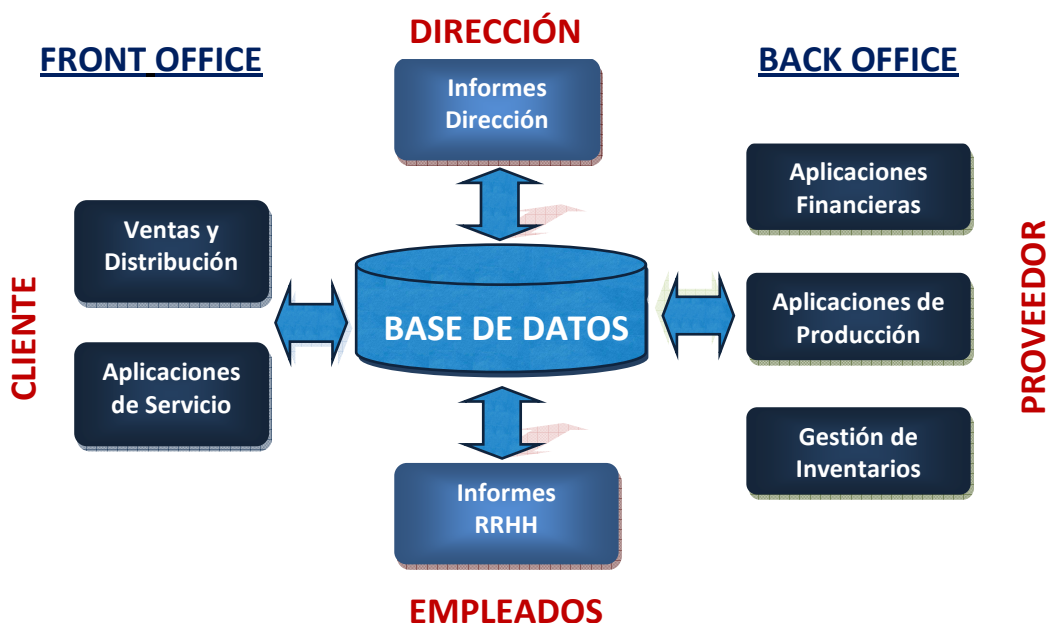 DIRECCIÓN
FRONT OFFICE
BACK OFFICE
Informes
Dirección
Ventas y
Distribución
Aplicaciones
de Servicio
CLIENTE
BASE DE DATOS
Aplicaciones
Financieras
Aplicaciones de
Producción
Gestión de
Inventarios
PROVEEDOR
Informes
RRHH
EMPLEADOS